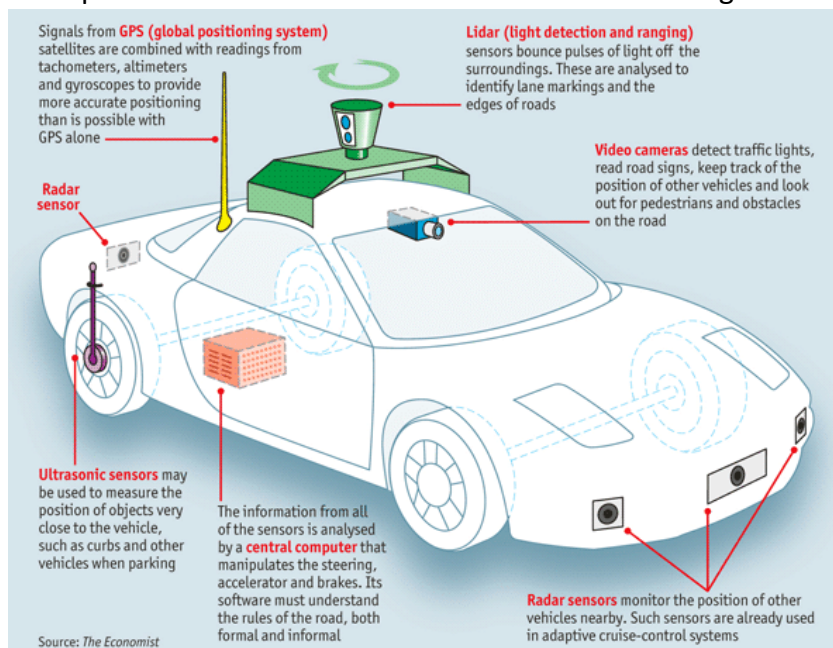 Signals from GPS (global positioning system)
satellites are combined with readings from
tachometers, altimeters
and gyroscopes to provide
more accurate positioning
than is possible with
GPS alone
Lidar (light detection and ranging)
sensors bounce pulses of light off the
surroundings. These are analysed to
identify lane markings and the
edges of roads
Video cameras detect traffic lights,
read road signs, keep track of the
position of other vehicles and look
out for pedestrians and obstacles
on the road
Radar
sensor
Ultrasonic sensors may
be used to measure the
position of objects very
close to the vehicle,
such as curbs and other
vehicles when parking
The information from all
of the sensors is analysed
by a central computer that
manipulates the steering,
accelerator and brakes. Its
software must understand
the rules of the road, both
formal and informal
Radar sensors monitor the position of other
vehicles nearby. Such sensors are already used
in adaptive cruise-control systems
Source: The Economist